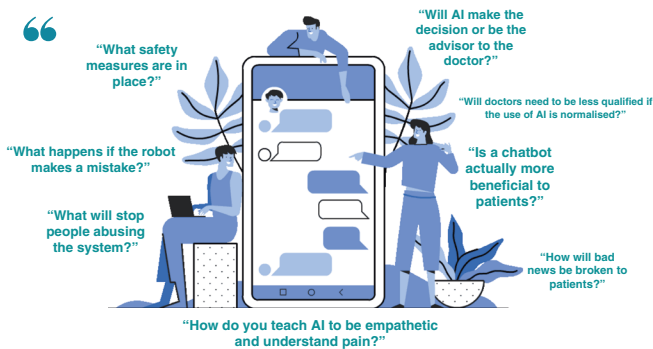 “What safety
measures are in
place?”
“Will AI make the
decision or be the
advisor to the
doctor?”
“Will doctors need to be less qualified if
the use of AI is normalised?”
“What happens if the robot
makes a mistake?”
“Is a chatbot
actually more
beneficial to
patients?”
“What will stop
people abusing
the system?”
“How will bad
news be broken to
patients?”
“How do you teach AI to be empathetic
and understand pain?”